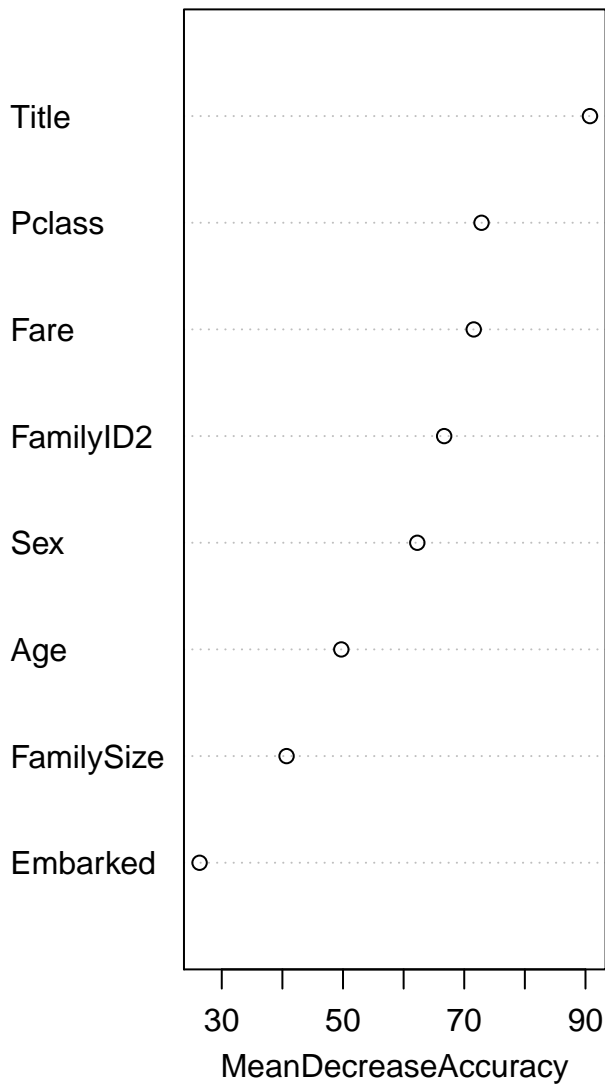 Title
Pclass
Fare
FamilyID2
Sex
Age
FamilySize
Embarked
30 50 70 90
MeanDecreaseAccuracy